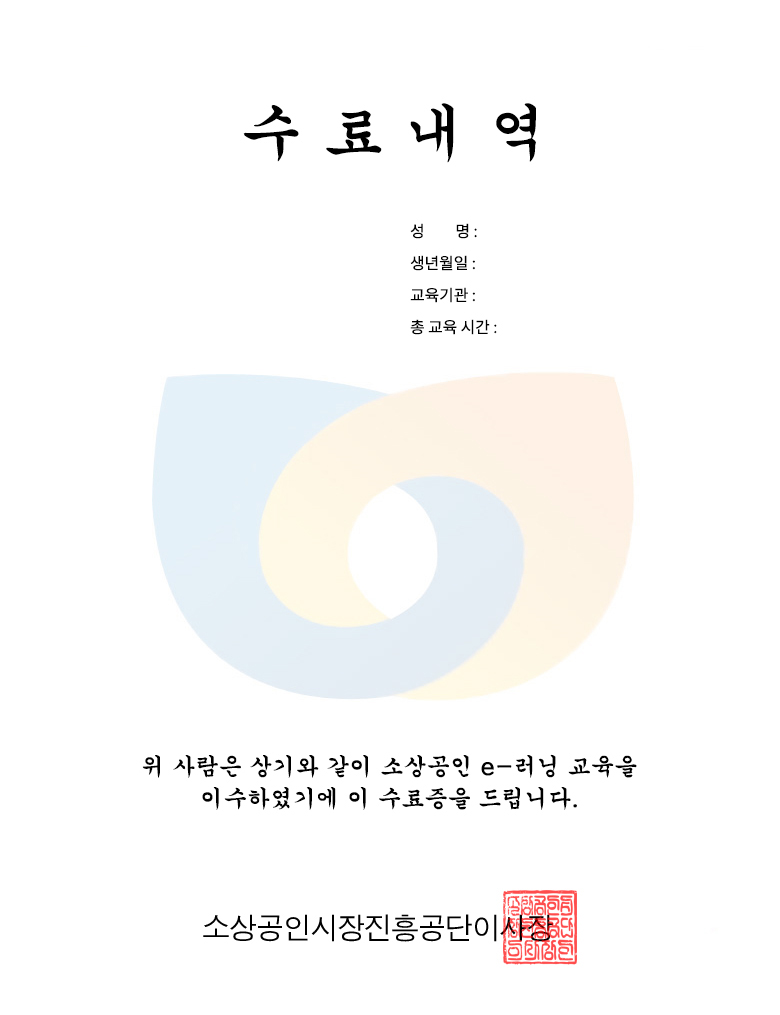 수료내역
성 명 :
생년월일 :
교육기관 :
총 교육 시간 :
위 사람은 상기와 같이 소상공인 e-러닝 교육을
이수하였기에 이 수료증을 드립니다.
소상공인시장진흥공단이사장